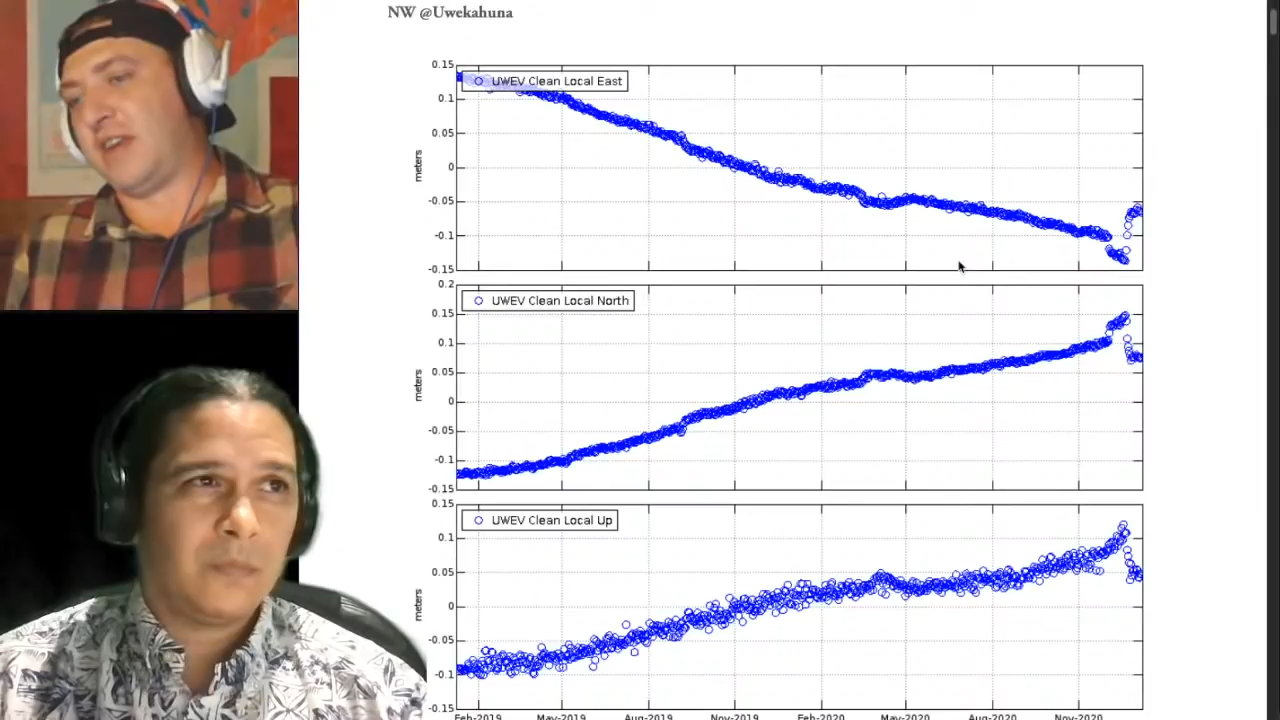 NW @Uwekahuna
0.15
UWEV Clean Local East
0.1
0.05
0
-0.05
-0.1
-0.15
meters
0.2
UWEV Clean Local North
0.15
0.1
0.05
0
-0.05
-0.1
-0.15
meters
0.15
UWEV Clean Local Up
0.1
0.05
0
-0.05
-0.1
-0.15
meters
Feb-2019 May-2019 Aug-2019 Nov-2019 Feb-2020 May-2020 Aug-2020 Nov-2020